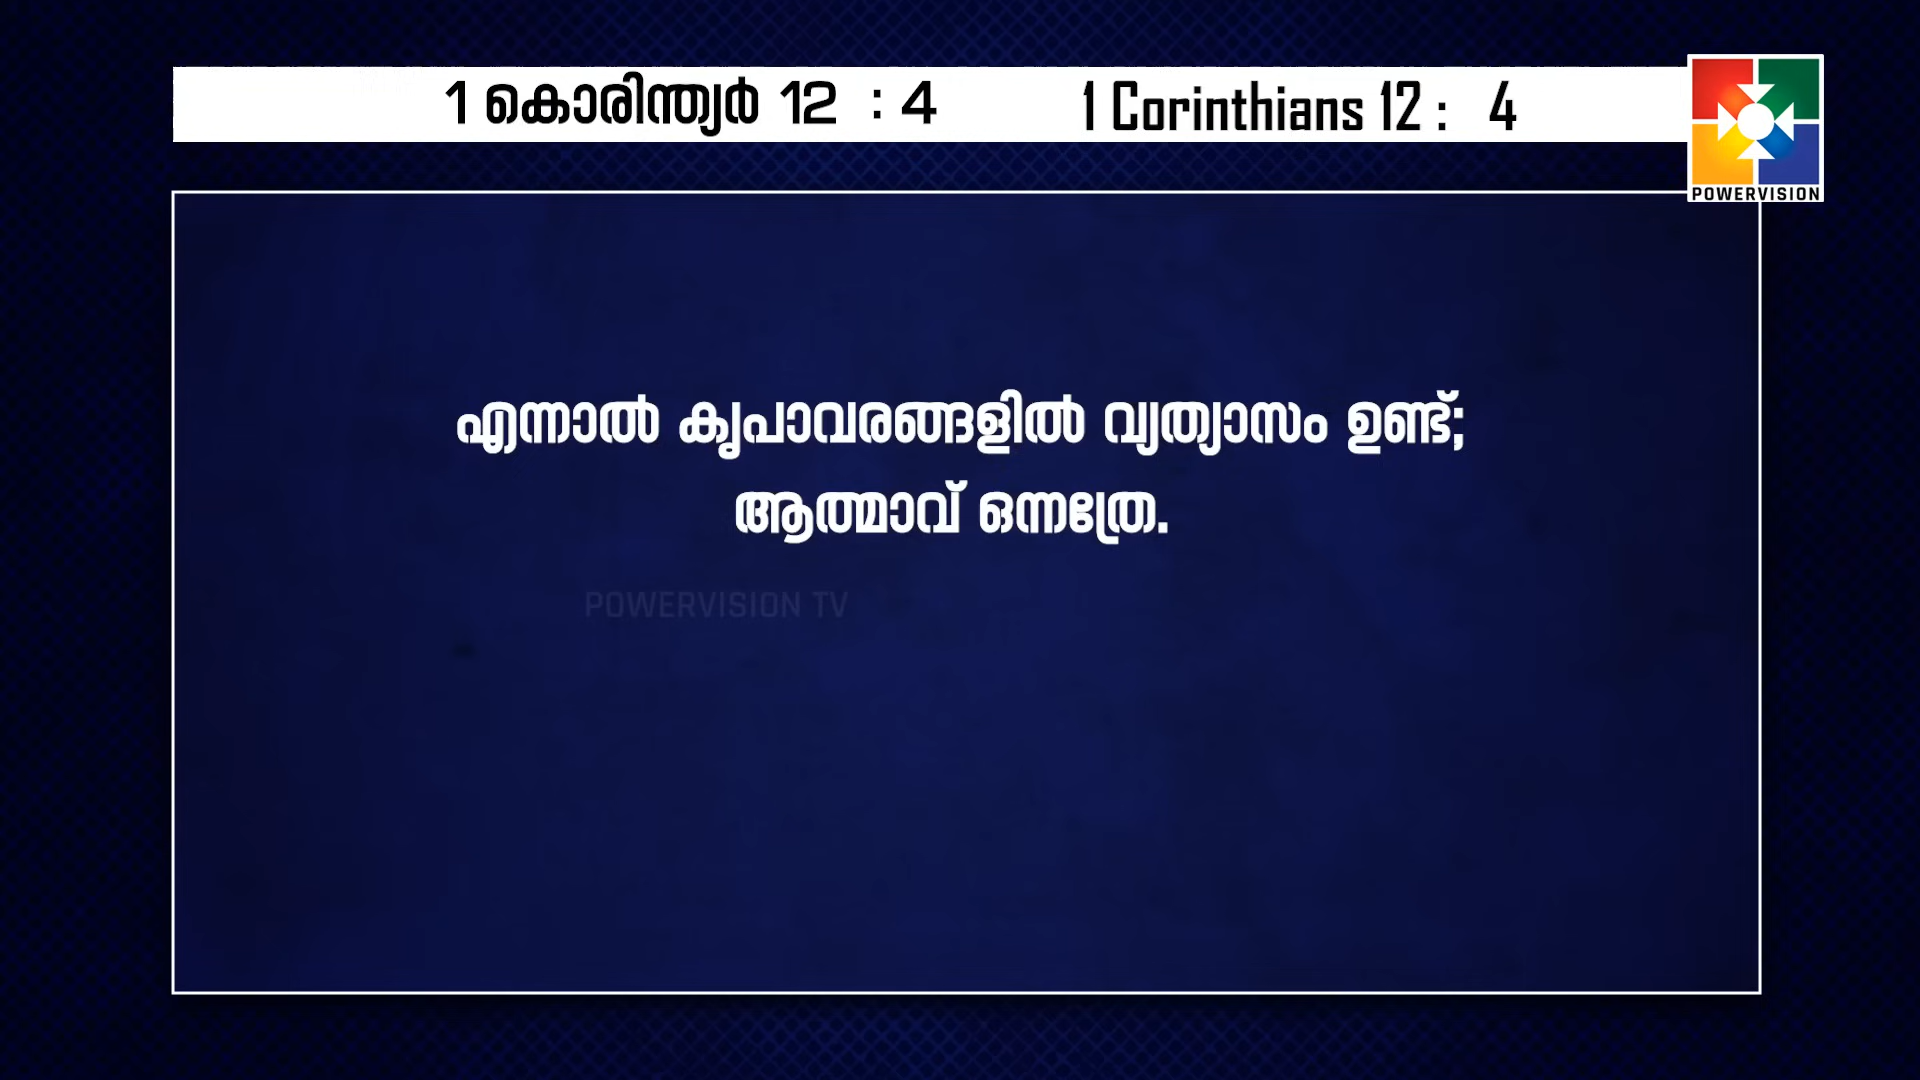 1 കൊരിന്ത്യർ 12 : 4 1 Corinthians 12 : 4
POWERVISION
എന്നാൽ കൃപാവരങ്ങളിൽ വ്യത്യാസം ഉണ്ട്;
ആത്മാവ് ഒന്നത്രേ.
POWERVISION TV